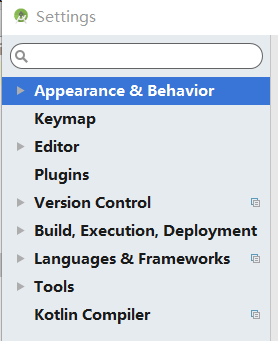 Settings
Appearance & Behavior
Keymap
Editor
Plugins
Version Control
Build, Execution, Deployment
Languages & Frameworks
Tools
Kotlin Compiler